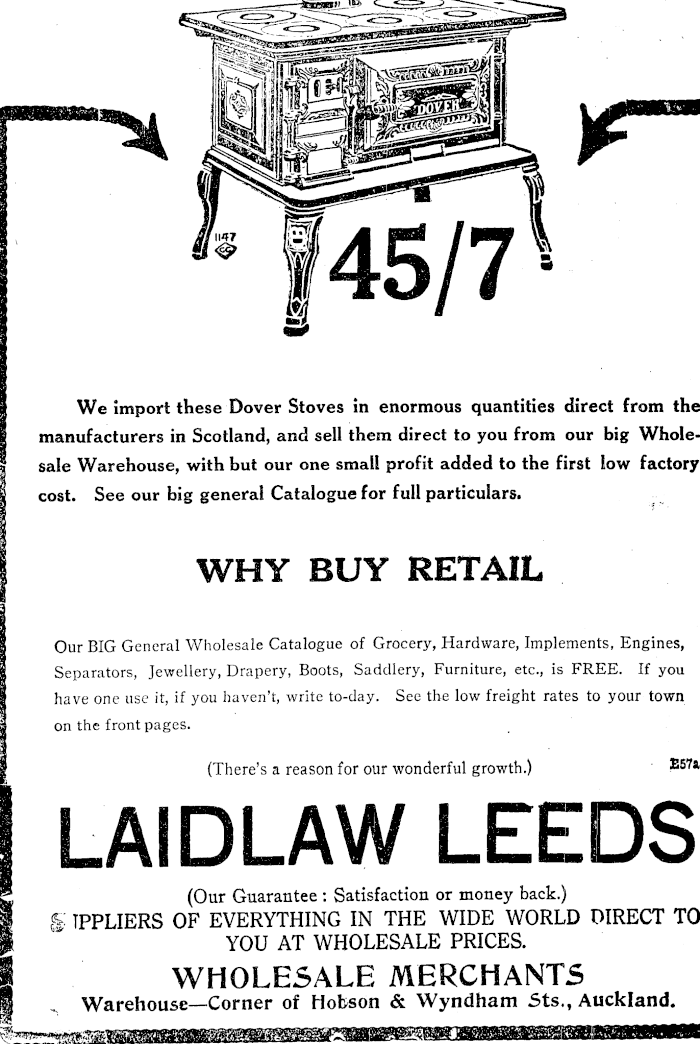 DOVER
1147
CC
45/7
We import these Dover Stoves in enormous quantities direct from the
manufacturers in Scotland, and sell them direct to you from our big Whole-
sale Warehouse, with but our one small profit added to the first low factory
cost. See our big general Catalogue for full particulars.
WHY BUY RETAIL
Our BIG General Wholesale Catalogue of Grocery, Hardware, Implements, Engines,
Separators, Jewellery, Drapery, Boots, Saddlery, Furniture, etc., is FREE. If you
have one use it, if you haven't, write to-day. See the low freight rates to your town
on the front pages.
(There's a reason for our wonderful growth.)
E57a
LAIDLAW LEEDS
(Our Guarantee : Satisfaction or money back.)
SUPPLIERS OF EVERYTHING IN THE WIDE WORLD DIRECT TO
YOU AT WHOLESALE PRICES.
WHOLESALE MERCHANTS
Warehouse—Corner of Hobson & Wyndham Sts., Auckland.